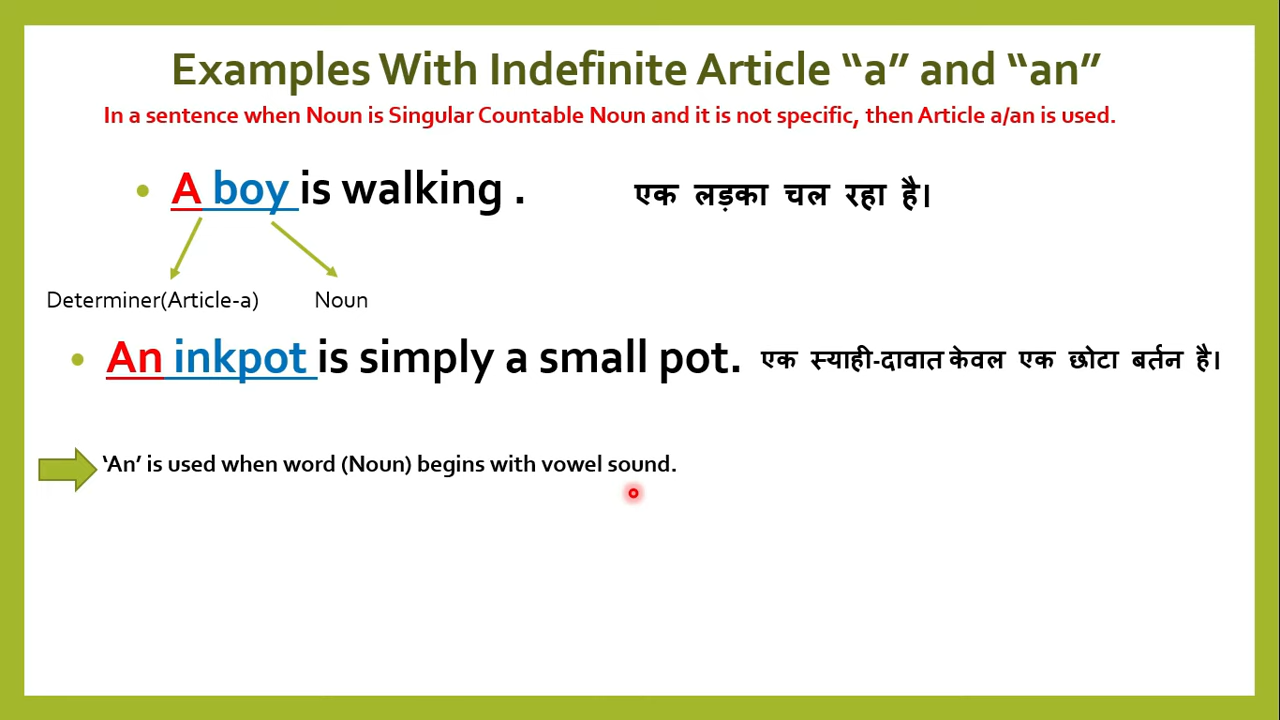 Examples With Indefinite Article “a” and “an”
In a sentence when Noun is Singular Countable Noun and it is not specific, then Article a/an is used.
• A boy is walking . एक लड़का चल रहा है।
Determiner(Article-a) Noun
• An inkpot is simply a small pot. एक स्याही-दावात केवल एक छोटा बर्तन है।
‘An’ is used when word (Noun) begins with vowel sound.